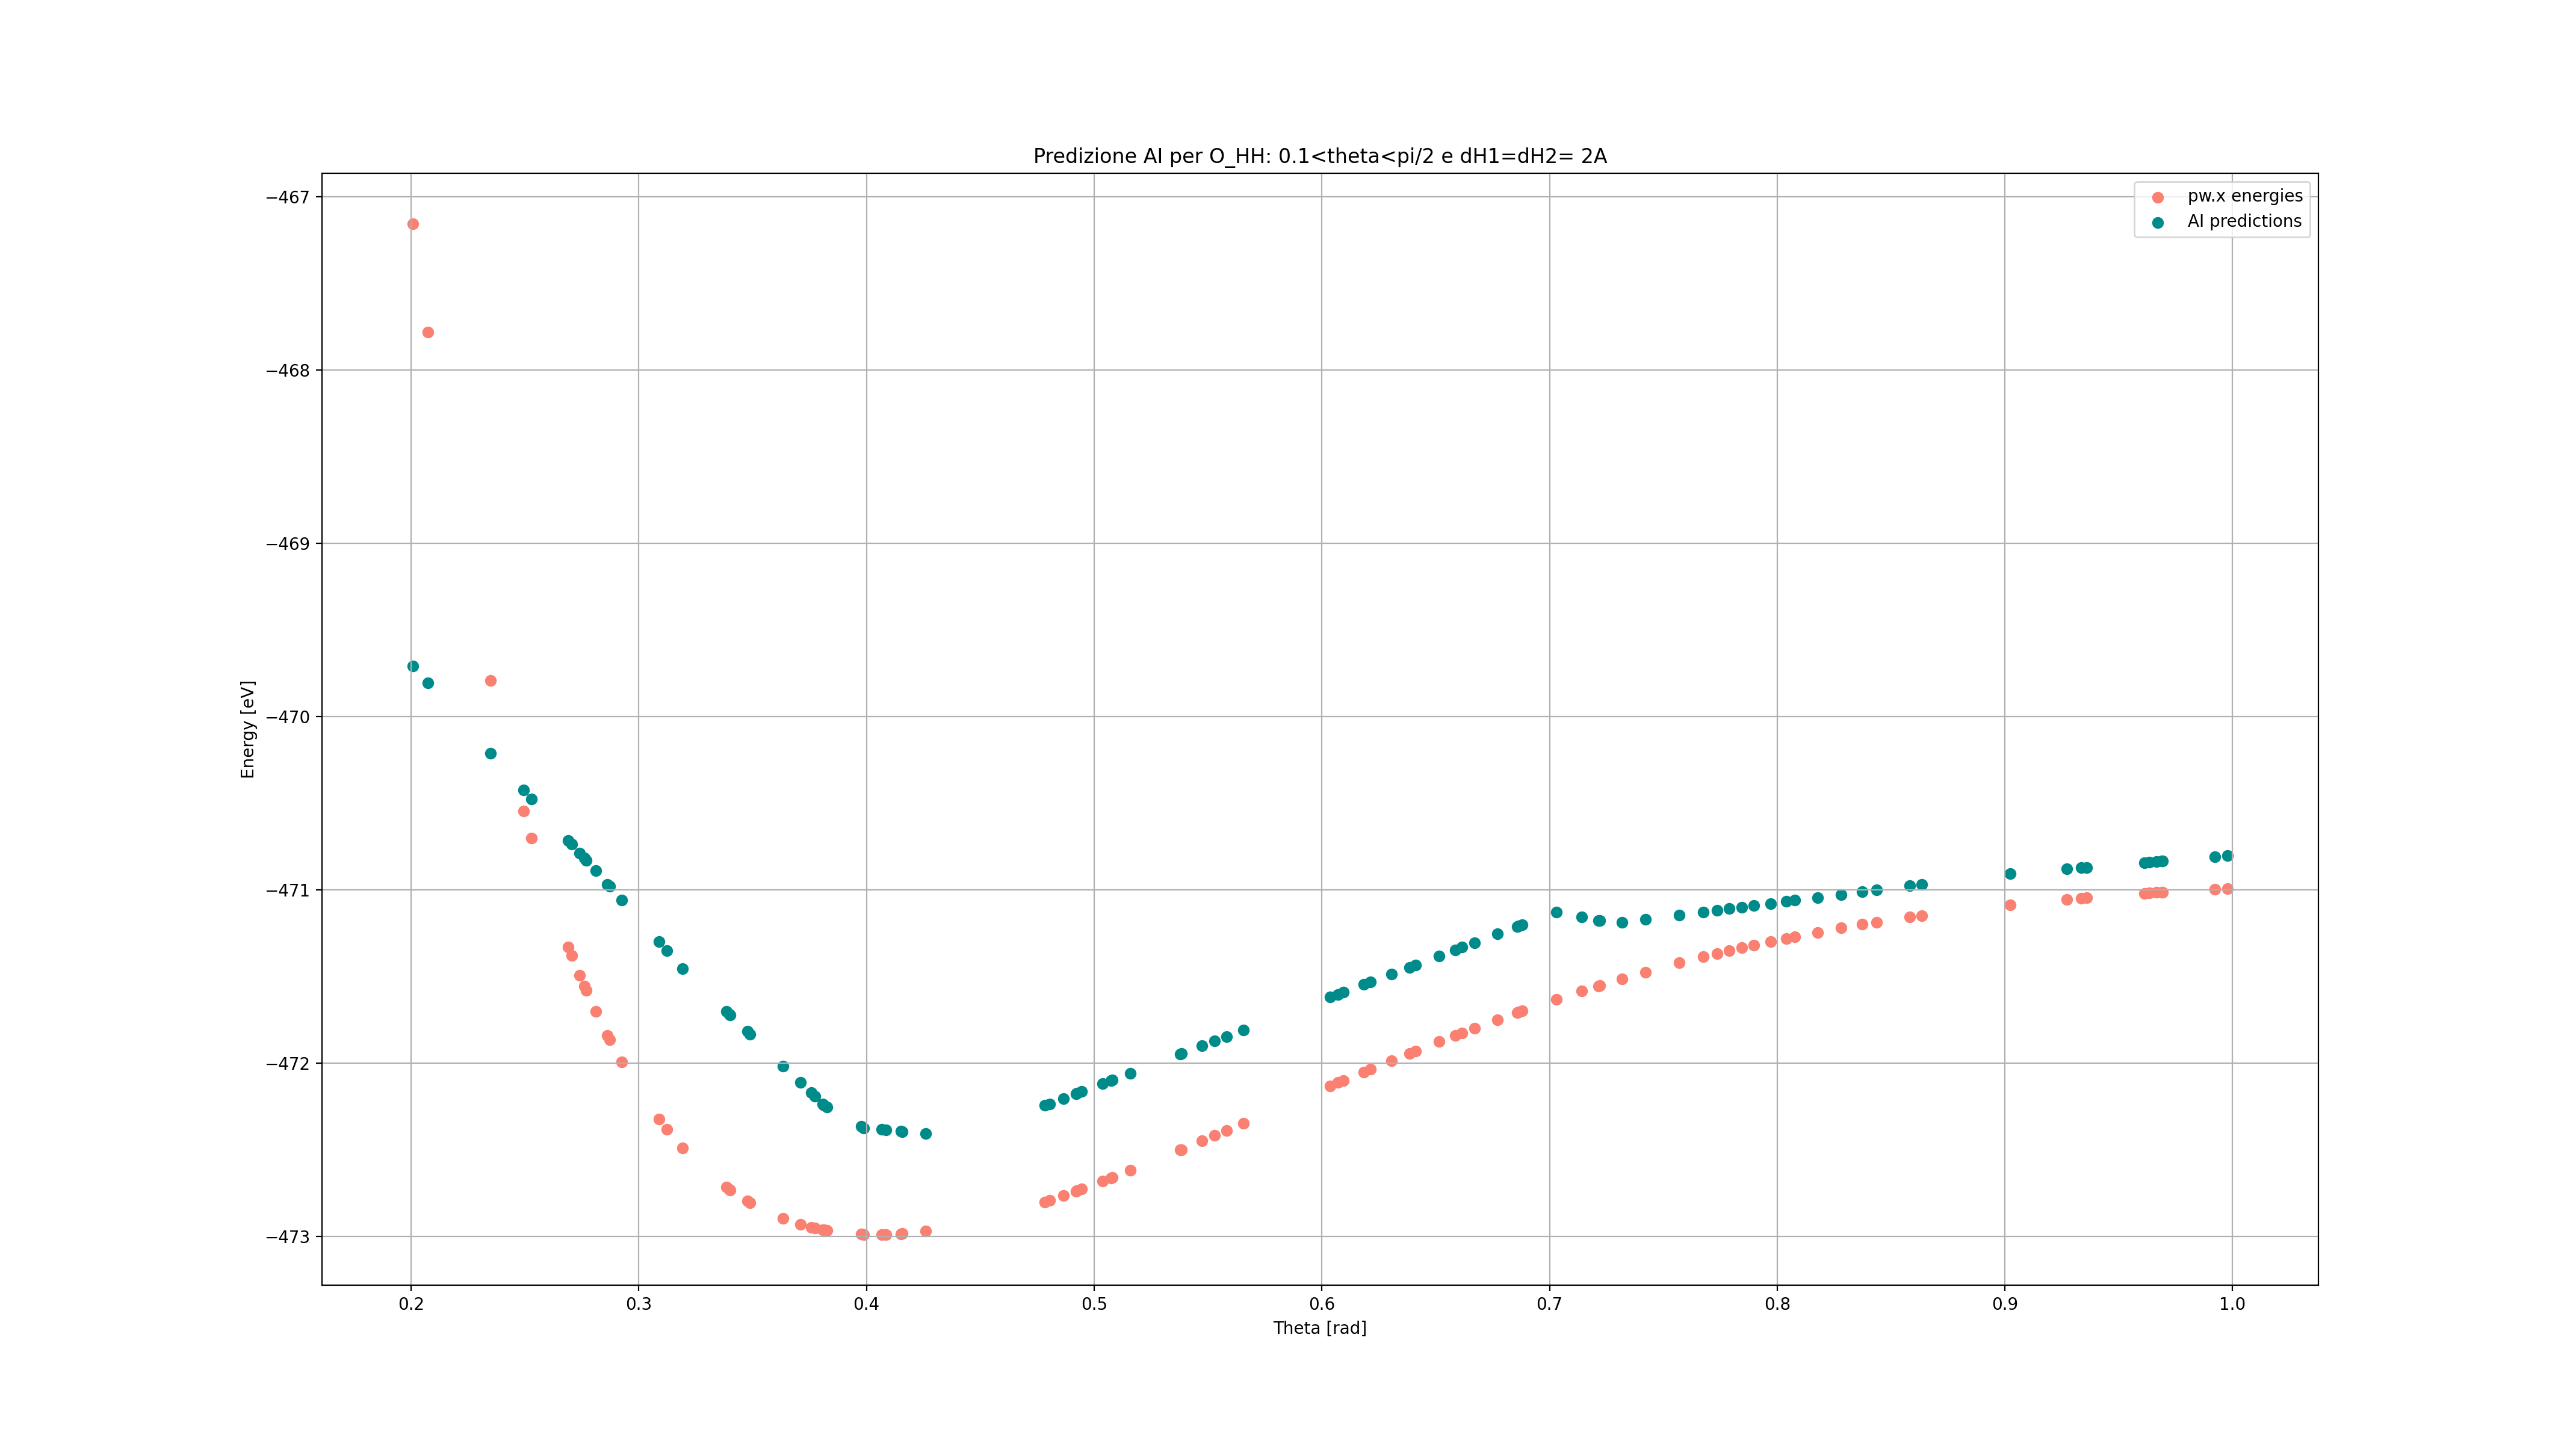 Predizione AI per O_HH: 0.1<theta<pi/2 e dH1=dH2= 2A
pw.x energies
AI predictions
Energy [eV]
−467
−468
−469
−470
−471
−472
−473
0.2 0.3 0.4 0.5 0.6 0.7 0.8 0.9 1.0
Theta [rad]